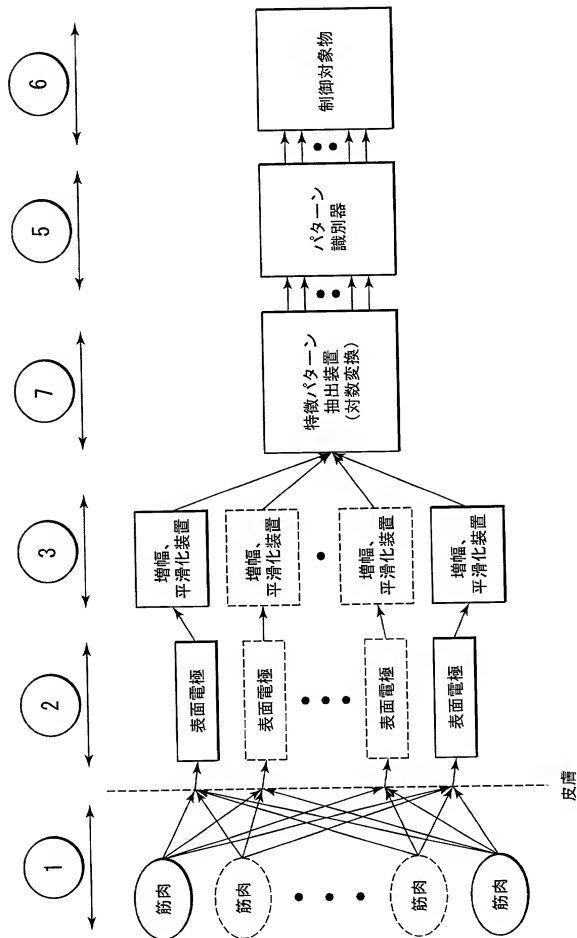 1
2
3
7
5
6
筋肉
筋肉
筋肉
筋肉
皮膚
表面電極
表面電極
表面電極
表面電極
増幅、
平滑化装置
増幅、
平滑化装置
増幅、
平滑化装置
増幅、
平滑化装置
特徴パターン
抽出装置
(対数変換)
パターン
識別器
制御対象物